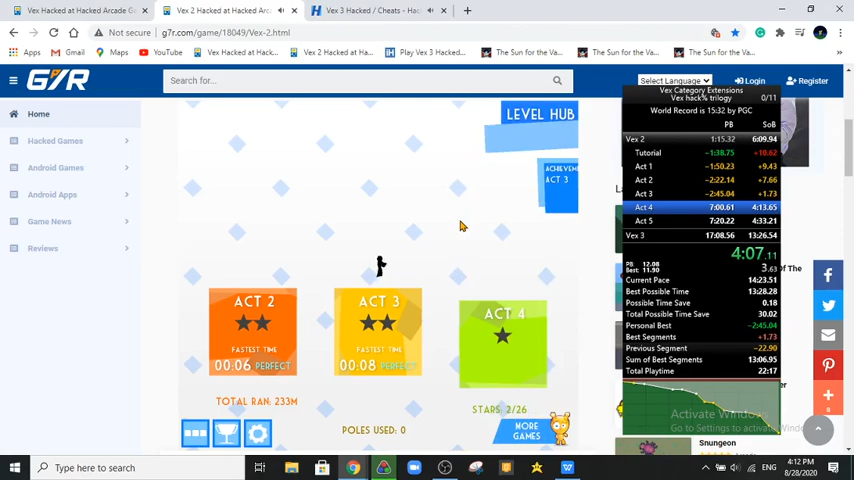 Vex Hacked at Hacked Arcade G
Vex 2 Hacked at Hacked Arc
Vex 3 Hacked / Cheats - Hac
Not secure
g7r.com/game/18049/Vex-2.html
Apps
Gmail
Maps
YouTube
Vex Hacked at Hack...
Vex 2 Hacked at Ha...
Play Vex 3 Hacked...
The Sun for the Va...
The Sun for the Va...
The Sun for the Va...
G7R
Search for...
Select Language
Login
Register
Home
Hacked Games
Android Games
Android Apps
Game News
Reviews
LEVEL HUB
ACHIEVEM
ACT 3
ACT 2
FASTEST TIME
00:06 PERFECT
ACT 3
FASTEST TIME
00:08 PERFECT
ACT 4
TOTAL RAN: 233M
POLES USED: 0
STARS: 2/26
MORE
GAMES
Vex Category Extensions
Vex hack% trilogy 0/11
World Record is 15:32 by PGC
PB SoB
Vex 2 1:15.32 6:09.94
Tutorial −1:38.75 +10.62
Act 1 −1:50.23 +9.43
Act 2 −2:22.14 +7.66
Act 3 −2:45.04 +1.73
Act 4 7:00.61 4:13.65
Act 5 7:20.22 4:33.21
Vex 3 17:08.56 13:26.54
4:07.11
PB: 12.08
Best: 11.90
3.63
Current Pace 14:23.51
Best Possible Time 13:28.28
Possible Time Save 0.18
Total Possible Time Save 30.02
Personal Best −2:45.04
Best Segments +1.73
Previous Segment −22.90
Sum of Best Segments 13:06.95
Total Playtime 22:17
Of The
Activate Windows
Go to Settings to activate Windo
Snungeon
8
Type here to search
ENG
4:12 PM
8/28/2020